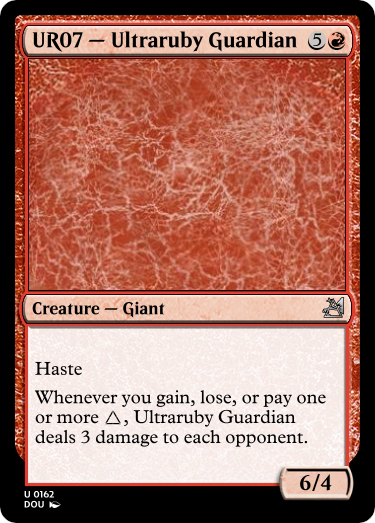 UR07 — Ultraruby Guardian 5
Creature — Giant
Haste
Whenever you gain, lose, or pay one
or more △, Ultraruby Guardian
deals 3 damage to each opponent.
6/4
U 0162
DOU